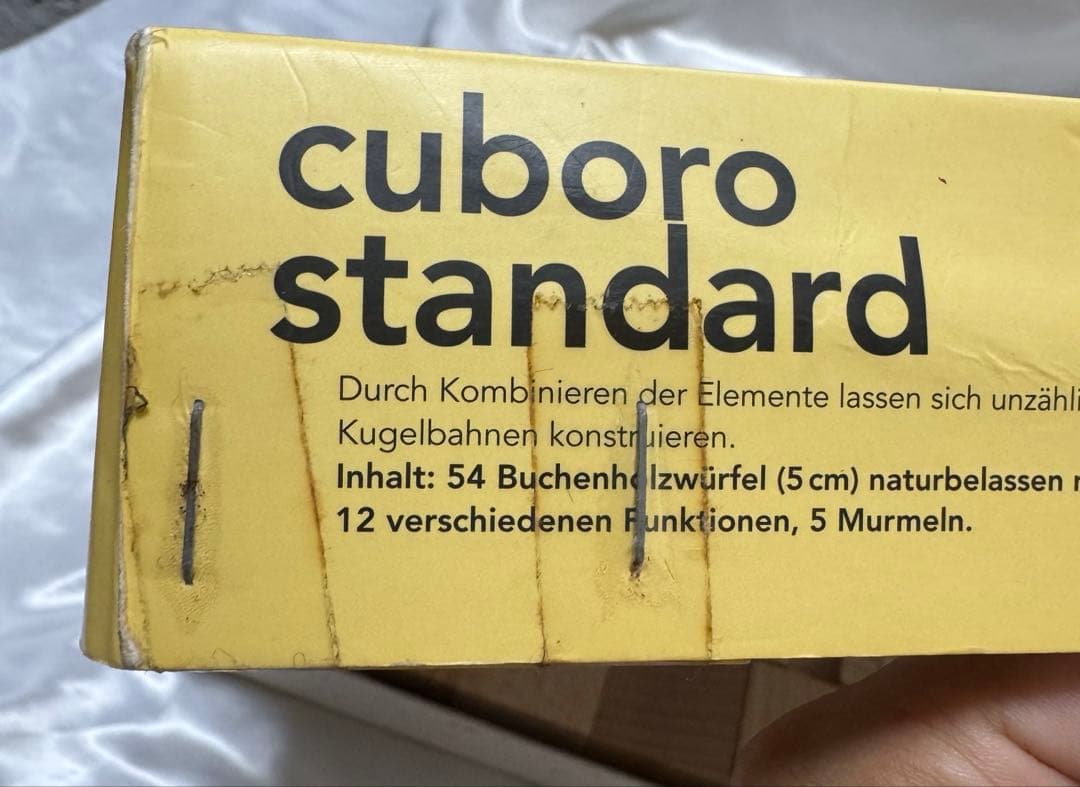 cuboro
standard
Durch Kombinieren der Elemente lassen sich unzähli
Kugelbahnen konstruieren.
Inhalt: 54 Buchenholzwürfel (5 cm) naturbelassen
12 verschiedenen Funktionen, 5 Murmeln.